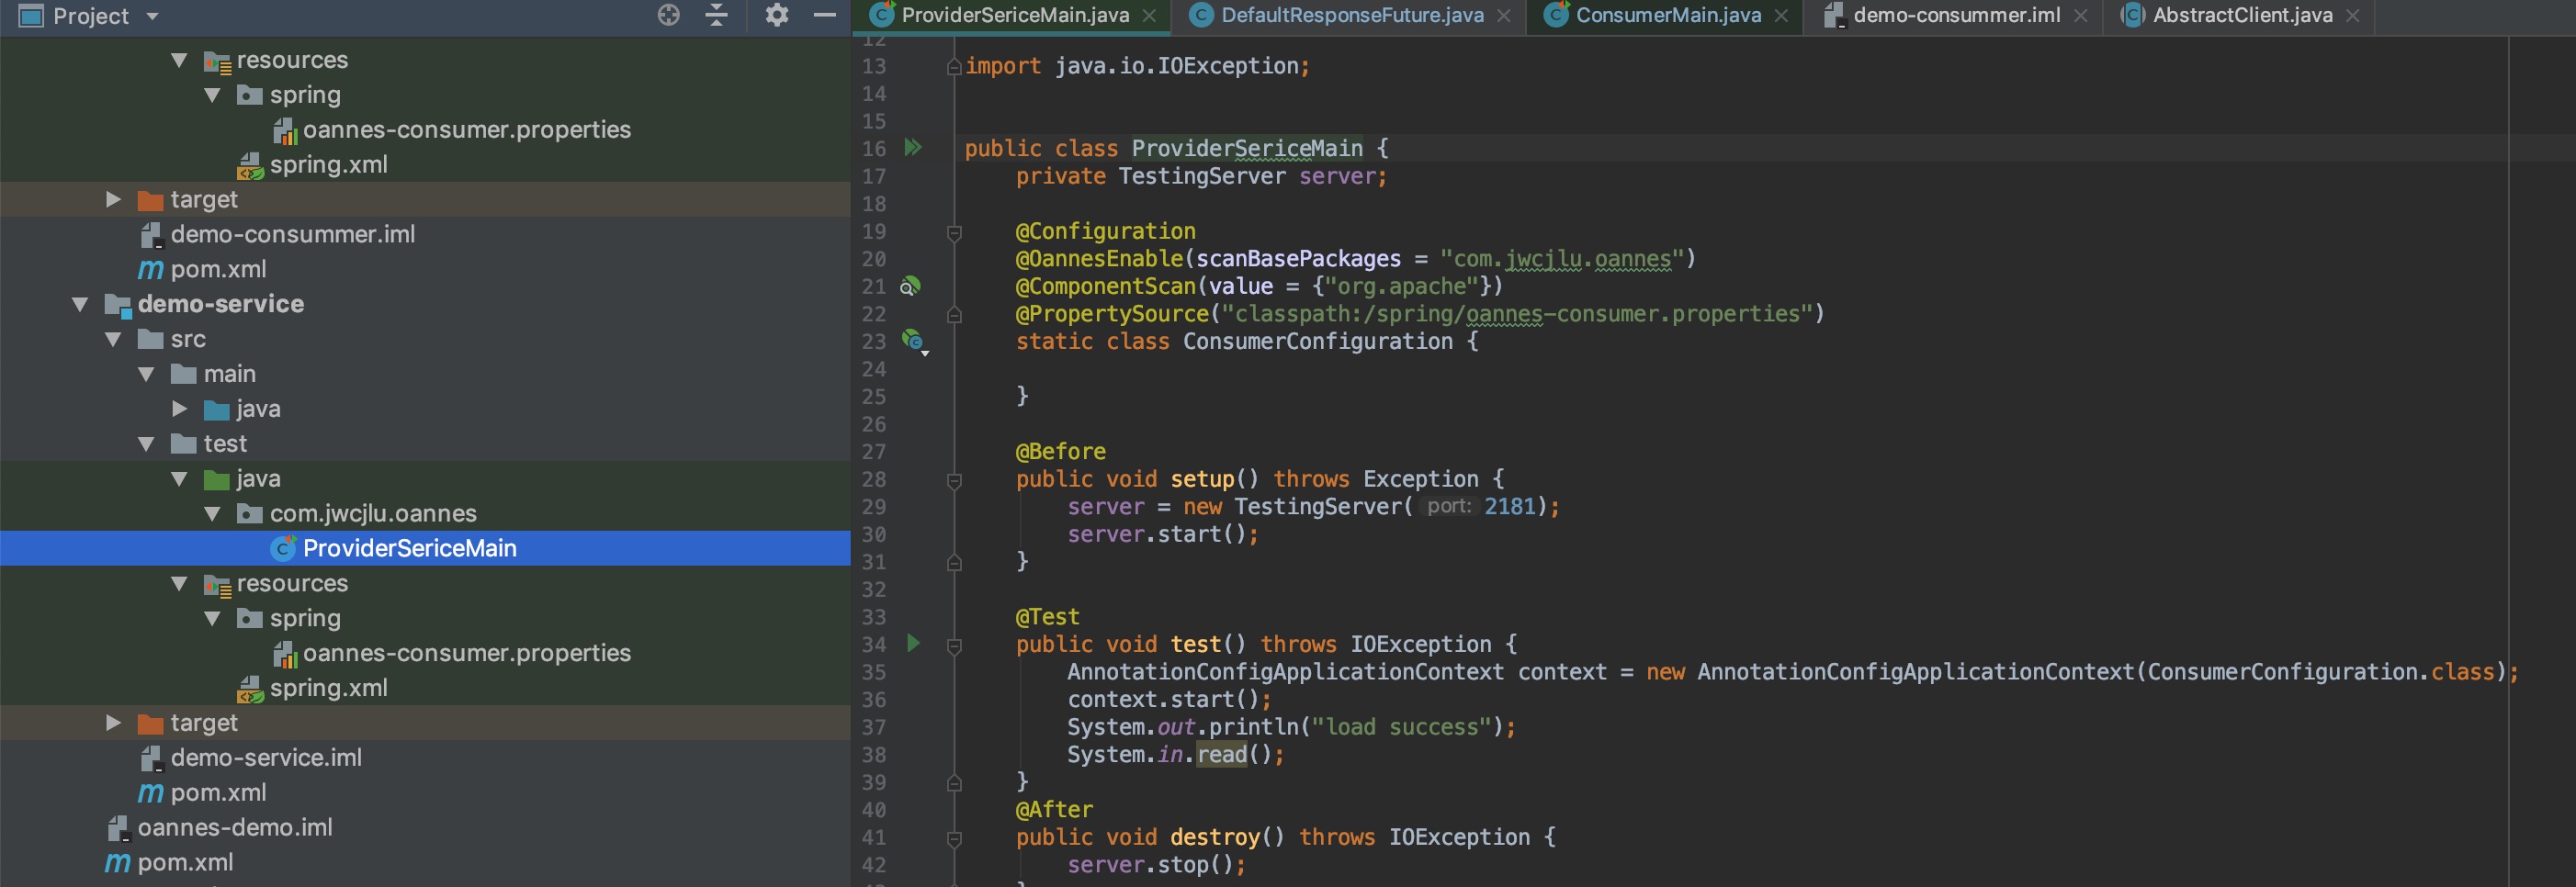 Project
resources
spring
oannes-consumer.properties
spring.xml
target
demo-consummer.iml
pom.xml
demo-service
src
main
java
test
java
com.jwcjlu.oannes
ProviderSericeMain
resources
spring
oannes-consumer.properties
spring.xml
target
demo-service.iml
pom.xml
oannes-demo.iml
pom.xml
ProviderSericeMain.java DefaultResponseFuture.java ConsumerMain.java demo-consummer.iml AbstractClient.java
12
13 import java.io.IOException;
14
15
16 public class ProviderSericeMain {
17 private TestingServer server;
18
19 @Configuration
20 @OannesEnable(scanBasePackages = "com.jwcjlu.oannes")
21 @ComponentScan(value = {"org.apache"})
22 @PropertySource("classpath:/spring/oannes-consumer.properties")
23 static class ConsumerConfiguration {
24
25 }
26
27 @Before
28 public void setup() throws Exception {
29 server = new TestingServer( port: 2181);
30 server.start();
31 }
32
33 @Test
34 public void test() throws IOException {
35 AnnotationConfigApplicationContext context = new AnnotationConfigApplicationContext(ConsumerConfiguration.class);
36 context.start();
37 System.out.println("load success");
38 System.in.read();
39 }
40 @After
41 public void destroy() throws IOException {
42 server.stop();